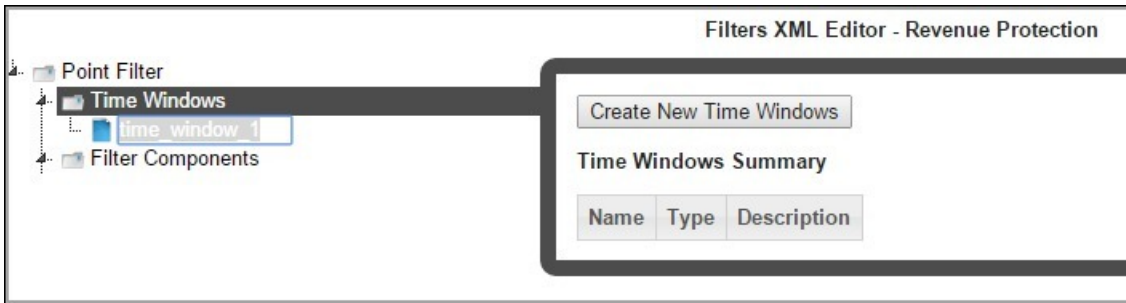 Filters XML Editor - Revenue Protection
Point Filter
Time Windows
time_window_1
Filter Components
Create New Time Windows
Time Windows Summary
Name Type Description